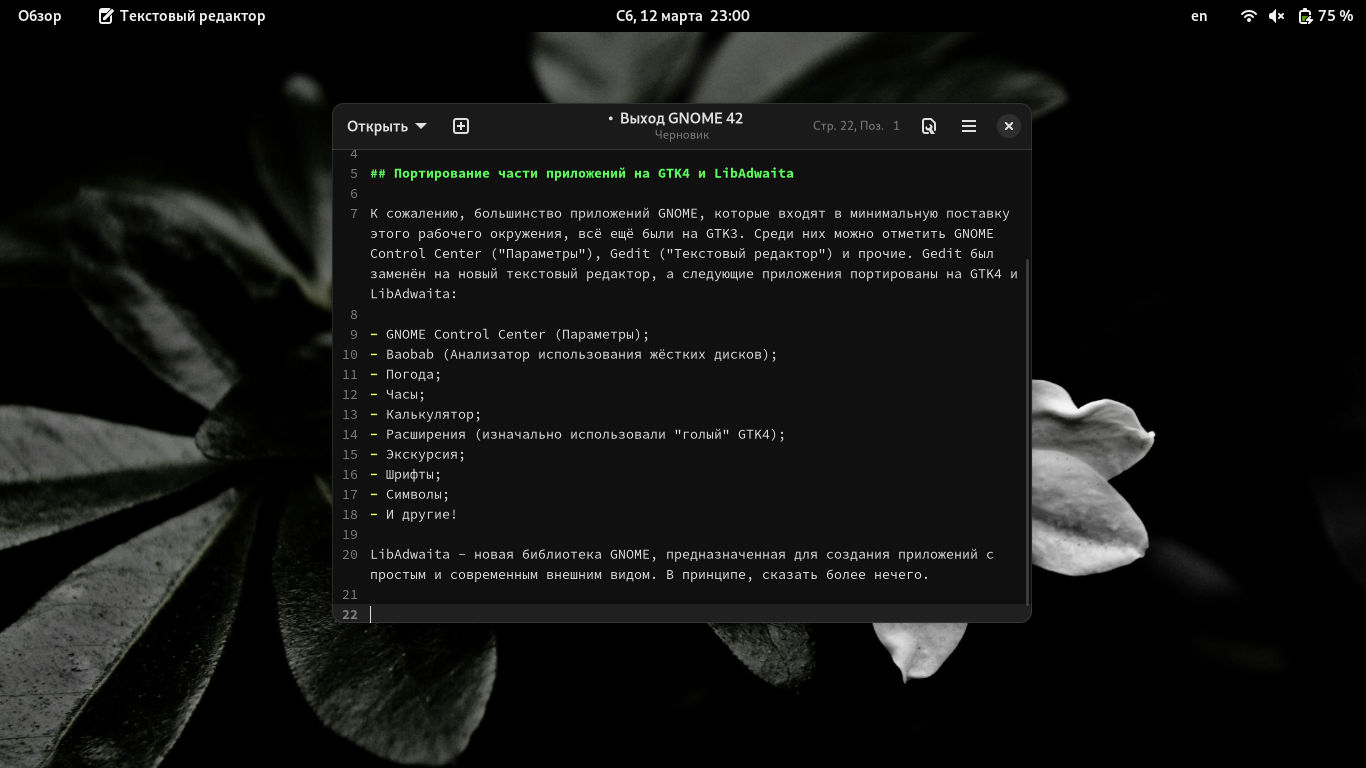 Обзор Текстовый редактор Сб, 12 марта 23:00 en 75 %
Открыть • Выход GNOME 42 Стр. 22, Поз. 1
Черновик
4
5 ## Портирование части приложений на GTK4 и LibAdwaita
6
7 К сожалению, большинство приложений GNOME, которые входят в минимальную поставку
этого рабочего окружения, всё ещё были на GTK3. Среди них можно отметить GNOME
Control Center ("Параметры"), Gedit ("Текстовый редактор") и прочие. Gedit был
заменён на новый текстовый редактор, а следующие приложения портированы на GTK4 и
LibAdwaita:
8
9 - GNOME Control Center (Параметры);
10 - Baobab (Анализатор использования жёстких дисков);
11 - Погода;
12 - Часы;
13 - Калькулятор;
14 - Расширения (изначально использовали "голый" GTK4);
15 - Экскурсия;
16 - Шрифты;
17 - Символы;
18 - И другие!
19
20 LibAdwaita - новая библиотека GNOME, предназначенная для создания приложений с
простым и современным внешним видом. В принципе, сказать более нечего.
21
22